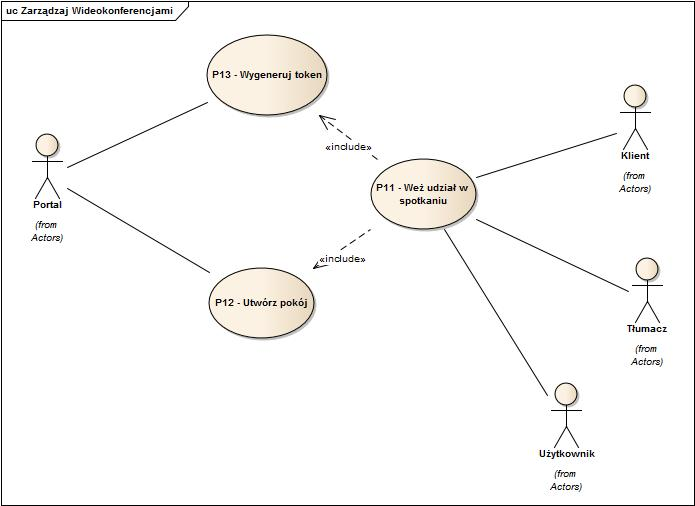 uc Zarządzaj Wideokonferencjami
P13 - Wygeneruj token
«include»
Klient
(from
Actors)
P11 - Weź udział w
spotkaniu
Portal
(from
Actors)
«include»
P12 - Utwórz pokój
Tłumacz
(from
Actors)
Użytkownik
(from
Actors)